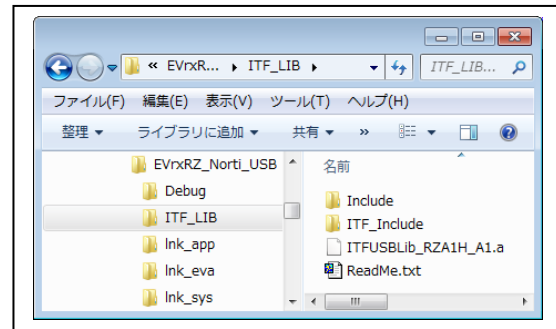 « EVrxR... ▸ ITF_LIB ▸
ITF_LIB...
ファイル(F) 編集(E) 表示(V) ツール(T) ヘルプ(H)
整理 ▼ ライブラリに追加 ▼ 共有 ▼ »
EVrxRZ_Norti_USB
Debug
ITF_LIB
lnk_app
lnk_eva
lnk_sys
名前
Include
ITF_Include
ITFUSBLib_RZA1H_A1.a
ReadMe.txt